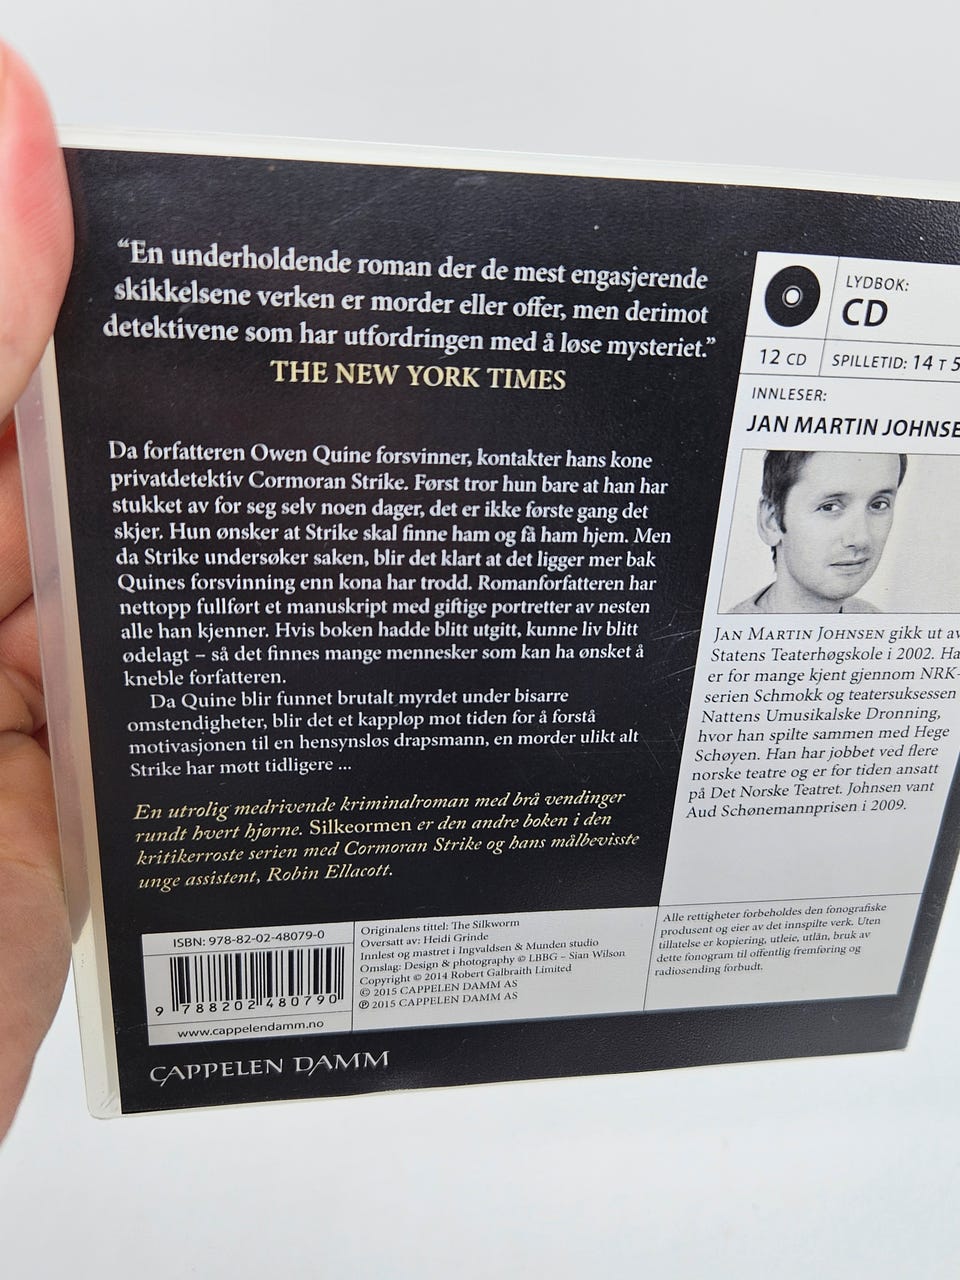 “En underholdende roman der de mest engasjerende
skikkelsene verken er morder eller offer, men derimot
detektivene som har utfordringen med å løse mysteriet.”
THE NEW YORK TIMES
Da forfatteren Owen Quine forsvinner, kontakter hans kone
privatdetektiv Cormoran Strike. Først tror hun bare at han har
stukket av for seg selv noen dager, det er ikke første gang det
skjer. Hun ønsker at Strike skal finne ham og få ham hjem. Men
da Strike undersøker saken, blir det klart at det ligger mer bak
Quines forsvinning enn kona har trodd. Romanforfatteren har
nettopp fullført et manuskript med giftige portretter av nesten
alle han kjenner. Hvis boken hadde blitt utgitt, kunne liv blitt
ødelagt – så det finnes mange mennesker som kan ha ønsket å
kneble forfatteren.
Da Quine blir funnet brutalt myrdet under bisarre
omstendigheter, blir det et kappløp mot tiden for å forstå
motivasjonen til en hensynsløs drapsmann, en morder ulikt alt
Strike har møtt tidligere ...
En utrolig medrivende kriminalroman med brå vendinger
rundt hvert hjørne. Silkeormen er den andre boken i den
kritikerroste serien med Cormoran Strike og hans målbevisste
unge assistent, Robin Ellacott.
LYDBOK:
CD
12 CD
SPILLETID: 14 T 5
INNLESER:
JAN MARTIN JOHNSE
JAN MARTIN JOHNSEN gikk ut av
Statens Teaterhøgskole i 2002. Ha
er for mange kjent gjennom NRK-
serien Schmokk og teatersuksessen
Nattens Umusikalske Dronning,
hvor han spilte sammen med Hege
Schøyen. Han har jobbet ved flere
norske teatre og er for tiden ansatt
på Det Norske Teatret. Johnsen vant
Aud Schønemannprisen i 2009.
ISBN: 978-82-02-48079-0
9 788202 480790
www.cappelendamm.no
Originalens tittel: The Silkworm
Oversatt av: Heidi Grinde
Innlest og mastret i Ingvaldsen & Munden studio
Omslag: Design & photography © LBBG – Sian Wilson
Copyright © 2014 Robert Galbraith Limited
© 2015 CAPPELEN DAMM AS
℗ 2015 CAPPELEN DAMM AS
Alle rettigheter forbeholdes den fonografiske
produsent og eier av det innspilte verk. Uten
tillatelse er kopiering, utleie, utlån, bruk av
dette fonogram til offentlig fremføring og
radiosending forbudt.
CAPPELEN DAMM